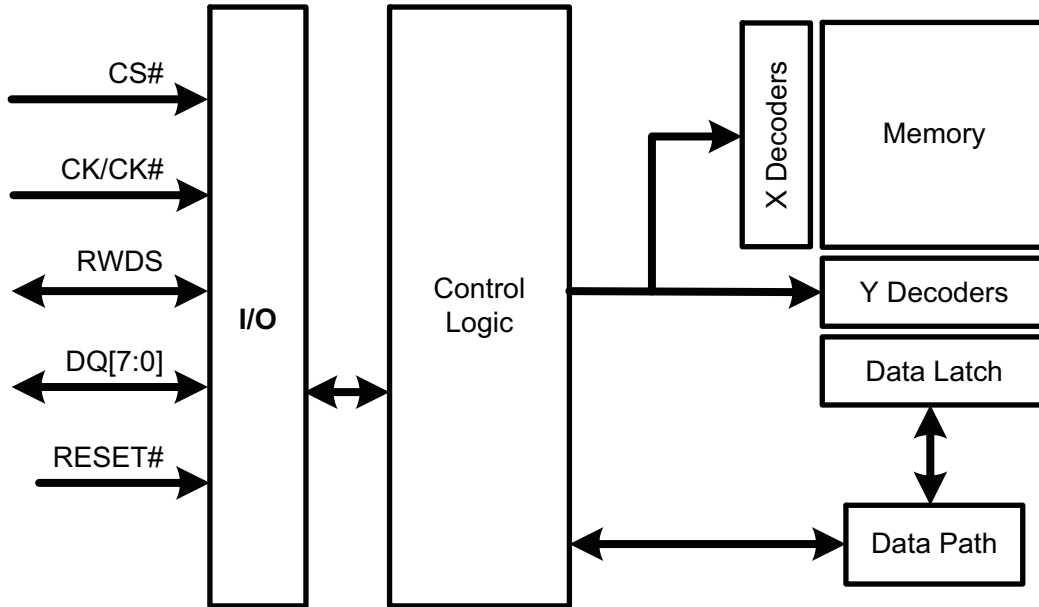 CS#
CK/CK#
RWDS
DQ[7:0]
RESET#
I/O
Control
Logic
X Decoders
Memory
Y Decoders
Data Latch
Data Path